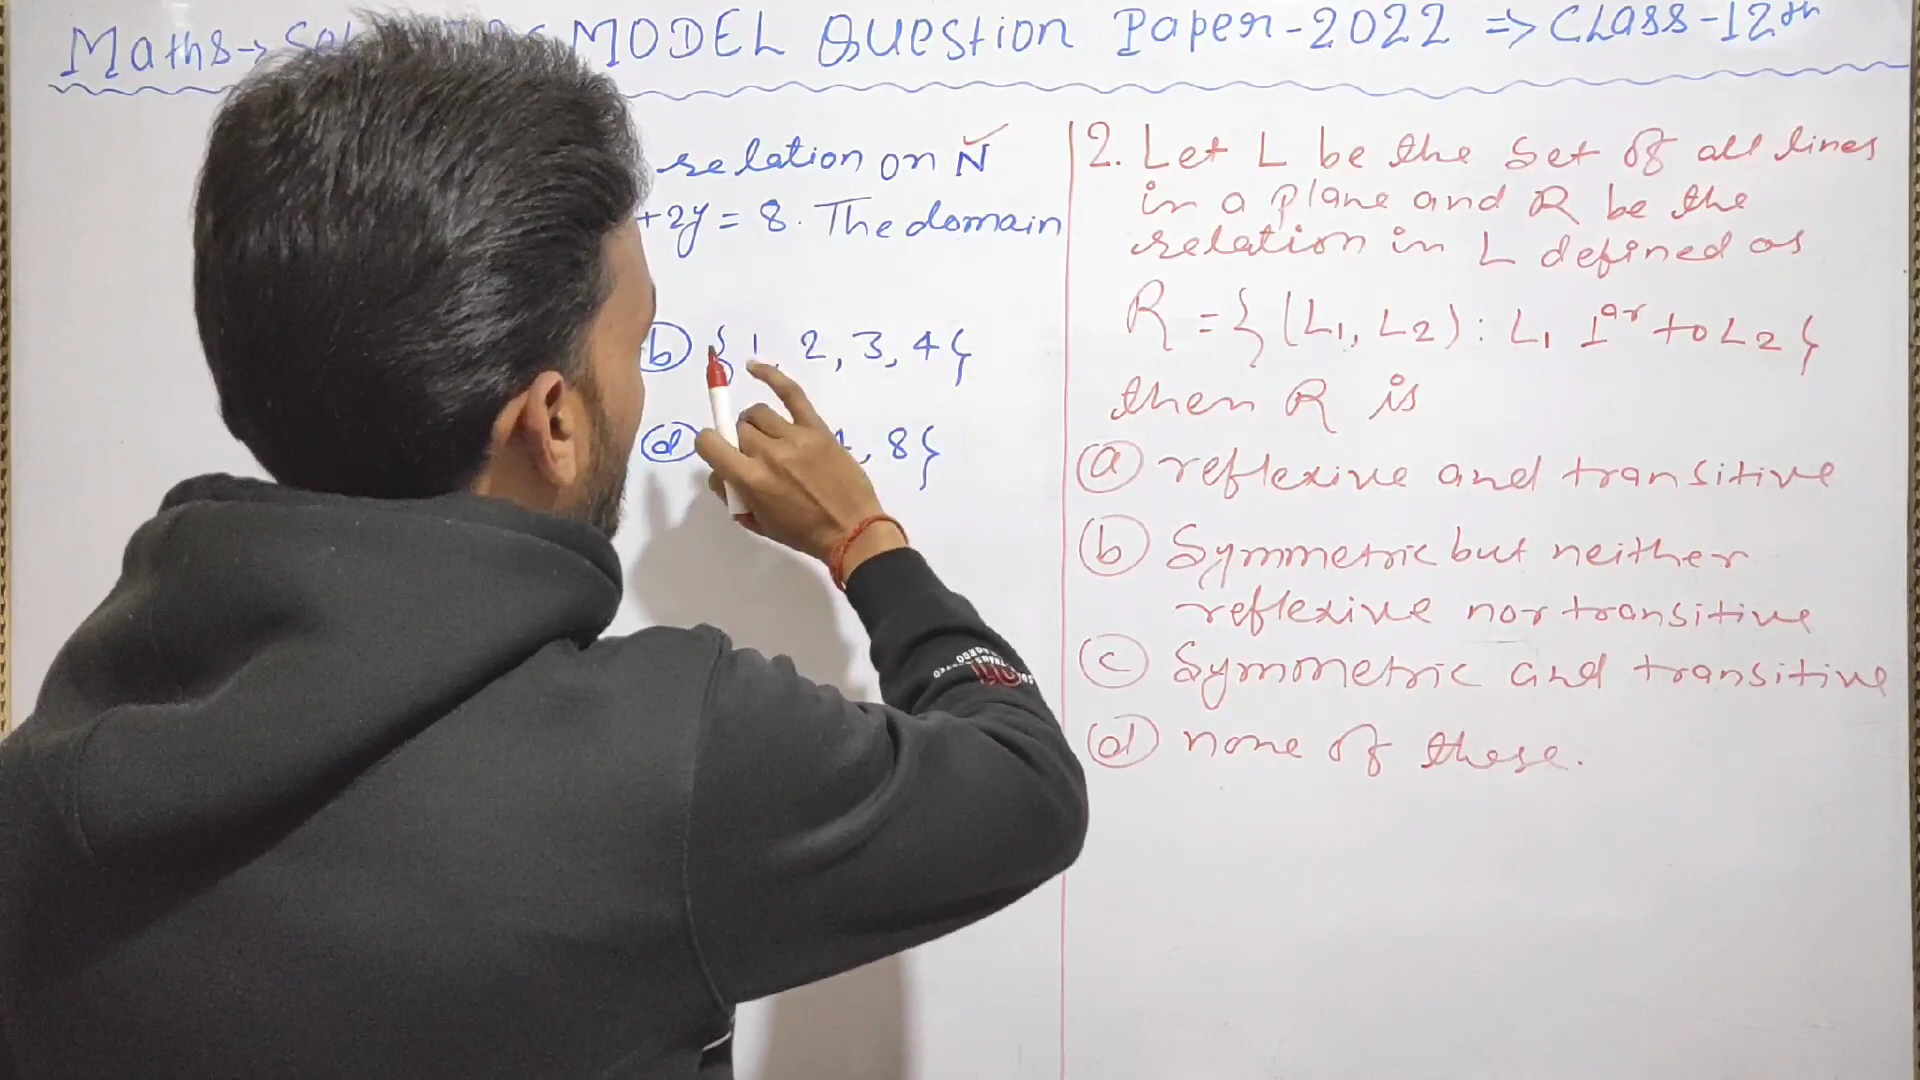 Maths → MODEL Question Paper-2022 => Class-12th
relation on N
+2y = 8. The domain
(b) {1, 2, 3, 4}
(d) , 8}
2. Let L be the set of all lines
in a plane and R be the
relation in L defined as
R = {(L1, L2) : L1 ⊥ar to L2}
then R is
(a) reflexive and transitive
(b) Symmetric but neither
reflexive nor transitive
(c) Symmetric and transitive
(d) none of these.